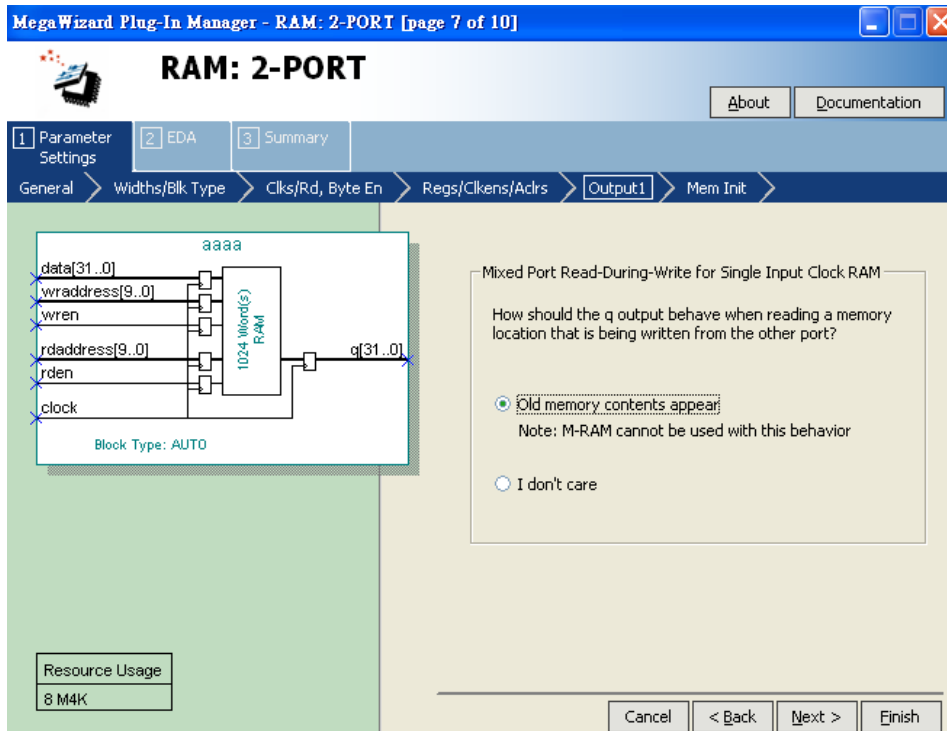 MegaWizard Plug-In Manager - RAM: 2-PORT [page 7 of 10]
RAM: 2-PORT
About
Documentation
1 Parameter Settings
2 EDA
3 Summary
General
Widths/Blk Type
Clks/Rd, Byte En
Regs/Clkens/Aclrs
Output1
Mem Init
aaaa
data[31..0]
wraddress[9..0]
wren
rdaddress[9..0]
rden
clock
1024 Word(s)
RAM
q[31..0]
Block Type: AUTO
Mixed Port Read-During-Write for Single Input Clock RAM
How should the q output behave when reading a memory
location that is being written from the other port?
Old memory contents appear
Note: M-RAM cannot be used with this behavior
I don't care
Resource Usage
8 M4K
Cancel
< Back
Next >
Finish